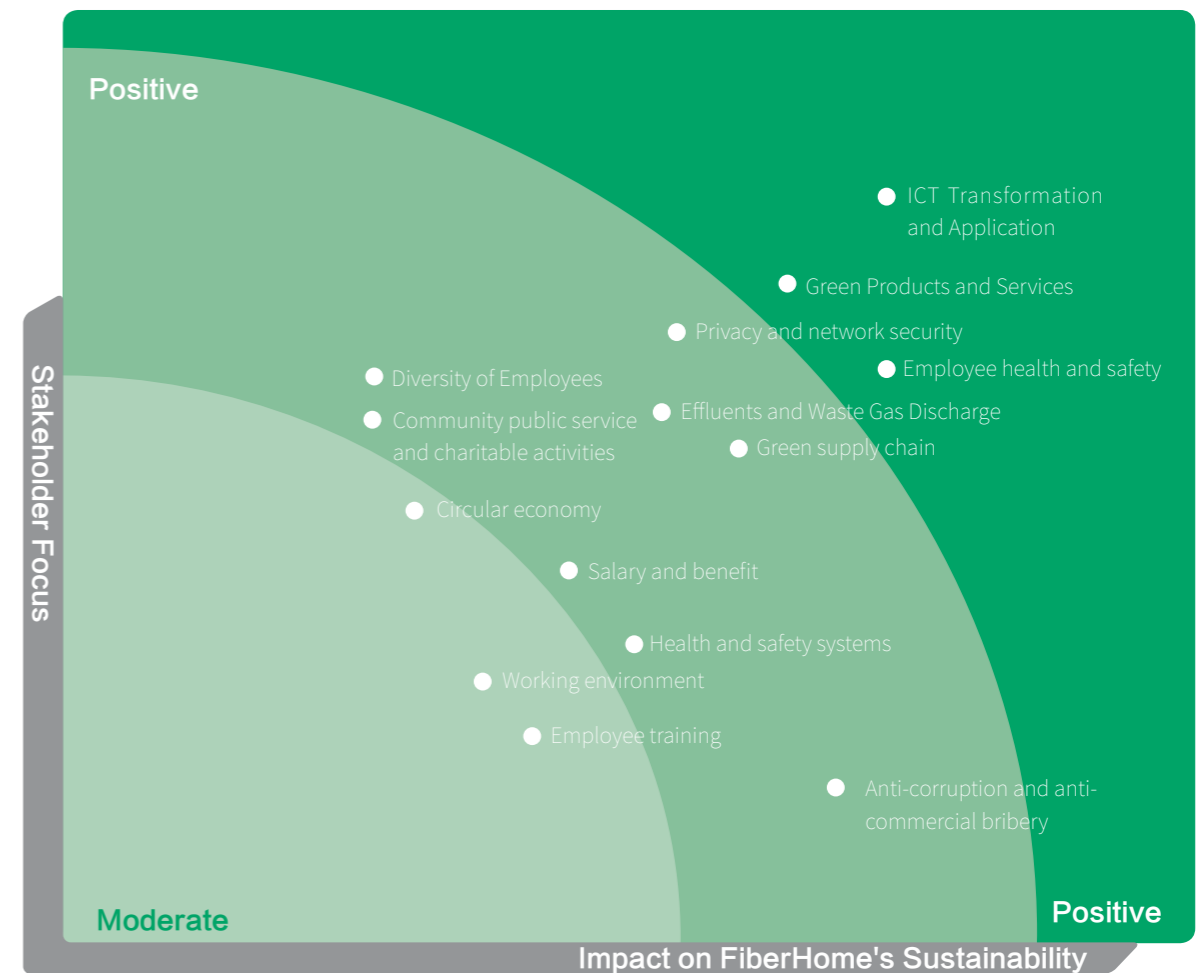 Positive
ICT Transformation
and Application
Green Products and Services
Privacy and network security
Employee health and safety
Diversity of Employees
Effluents and Waste Gas Discharge
Community public service
and charitable activities
Green supply chain
Stakeholder Focus
Circular economy
Salary and benefit
Health and safety systems
Working environment
Employee training
Anti-corruption and anti-
commercial bribery
Moderate
Positive
Impact on FiberHome's Sustainability